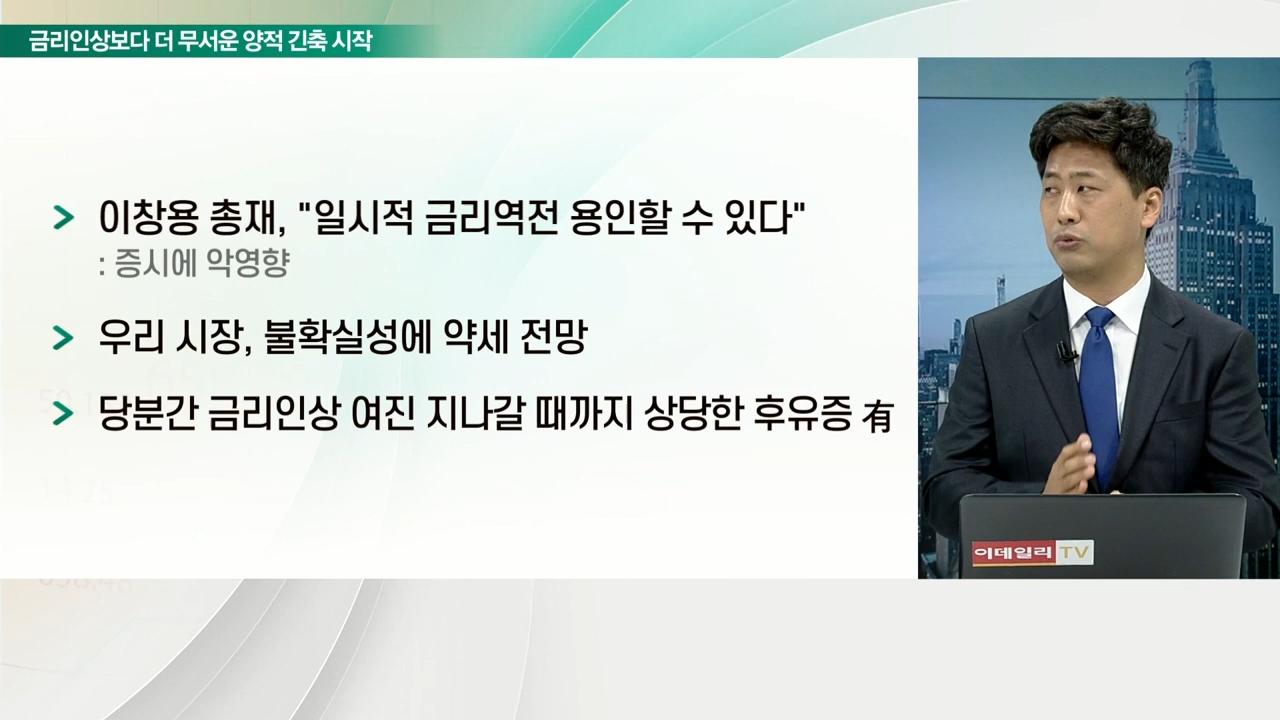 금리인상보다 더 무서운 양적 긴축 시작
이창용 총재, "일시적 금리역전 용인할 수 있다"
: 증시에 악영향
우리 시장, 불확실성에 약세 전망
당분간 금리인상 여진 지나갈 때까지 상당한 후유증 有
이데일리 TV